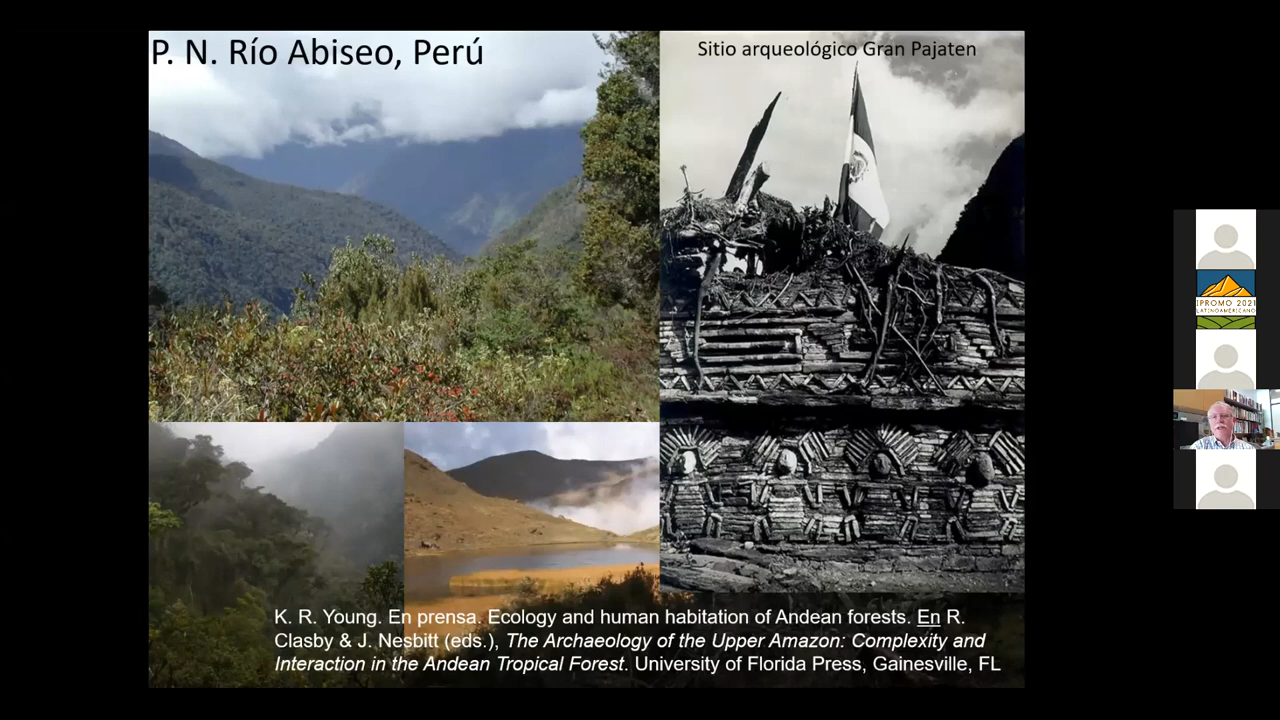 P. N. Río Abiseo, Perú
Sitio arqueológico Gran Pajaten
K. R. Young. En prensa. Ecology and human habitation of Andean forests. En R.
Clasby & J. Nesbitt (eds.), The Archaeology of the Upper Amazon: Complexity and
Interaction in the Andean Tropical Forest. University of Florida Press, Gainesville, FL
IPROMO 2021
LATINOAMERICANO